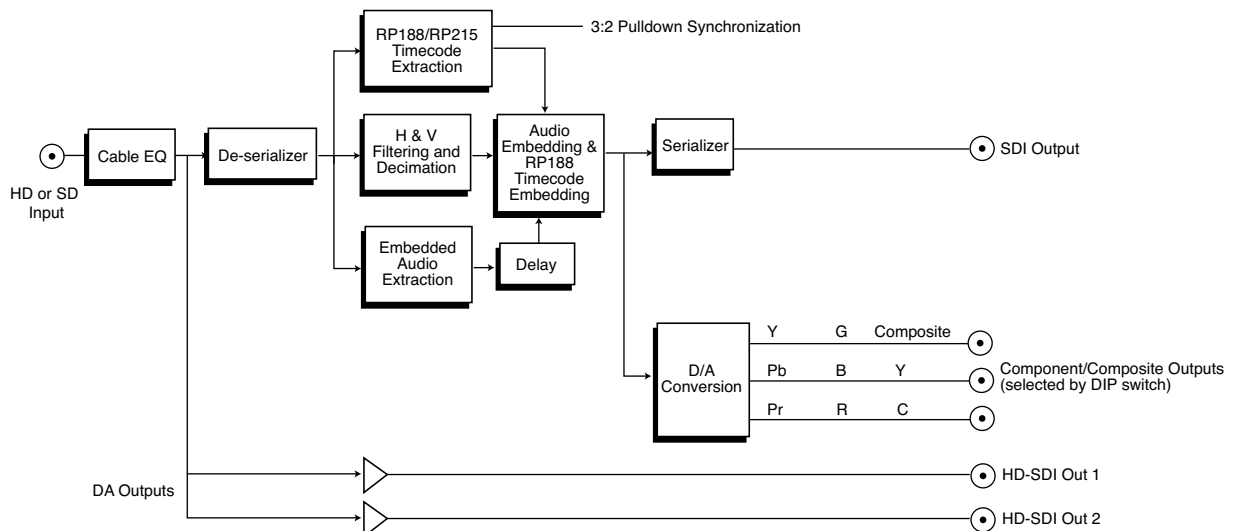 RP188/RP215
Timecode
Extraction
3:2 Pulldown Synchronization
HD or SD
Input
Cable EQ
De-serializer
H & V
Filtering and
Decimation
Audio
Embedding &
RP188
Timecode
Embedding
Serializer
SDI Output
Embedded
Audio
Extraction
Delay
D/A
Conversion
Y G Composite
Pb B Y
Pr R C
Component/Composite Outputs
(selected by DIP switch)
DA Outputs
HD-SDI Out 1
HD-SDI Out 2